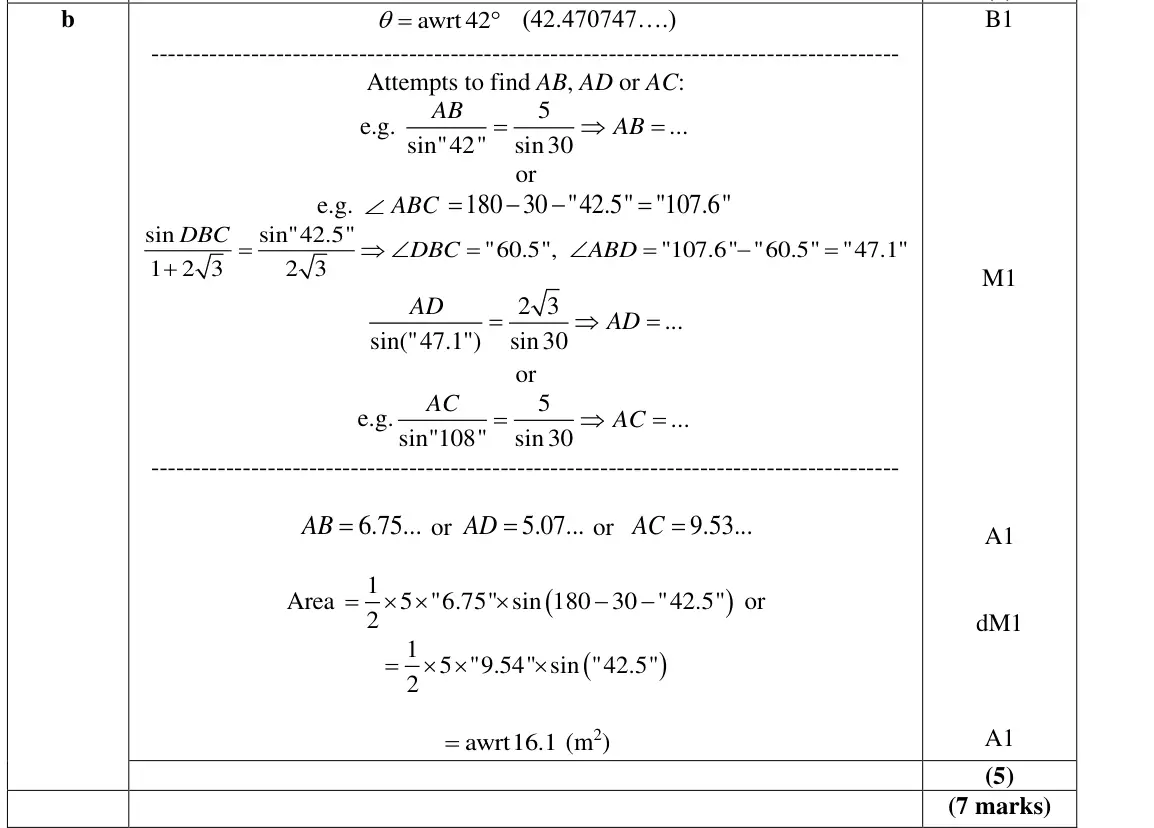 b
θ = awrt 42° (42.470747….) B1
--------------------------------------------------------------------------------------------
Attempts to find AB, AD or AC:
e.g. AB/sin"42" = 5/sin 30 ⇒ AB = ...
or
e.g. ∠ ABC = 180 − 30 − "42.5" = "107.6"
sin DBC/(1+2√3) = sin"42.5"/(2√3) ⇒ ∠DBC = "60.5", ∠ABD = "107.6"− "60.5" = "47.1"
M1
AD/sin("47.1") = 2√3/sin 30 ⇒ AD = ...
or
e.g. AC/sin"108" = 5/sin 30 ⇒ AC = ...
--------------------------------------------------------------------------------------------
AB = 6.75... or AD = 5.07... or AC = 9.53... A1
Area = 1/2 × 5 × "6.75"× sin (180 − 30 − "42.5") or
dM1
= 1/2 × 5 × "9.54"× sin ("42.5")
= awrt 16.1 (m²) A1
(5)
(7 marks)